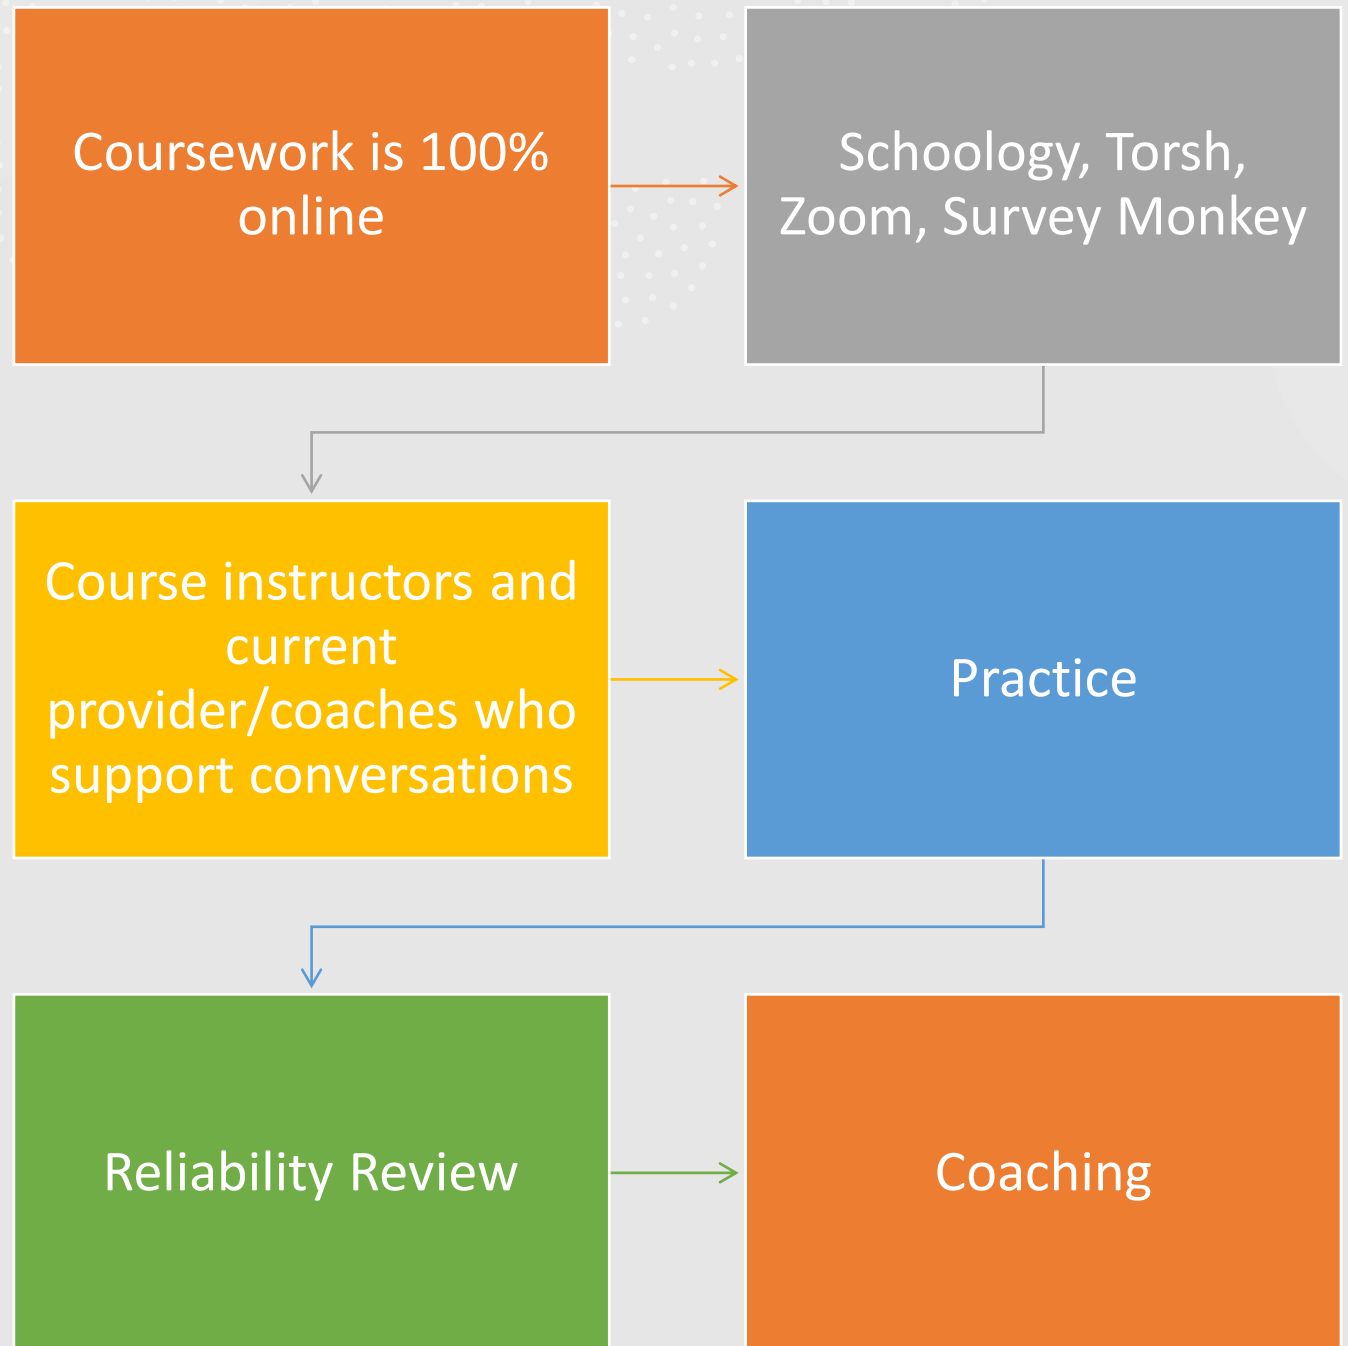 Coursework is 100%
online
Schoology, Torsh,
Zoom, Survey Monkey
Course instructors and
current
provider/coaches who
support conversations
Practice
Reliability Review
Coaching